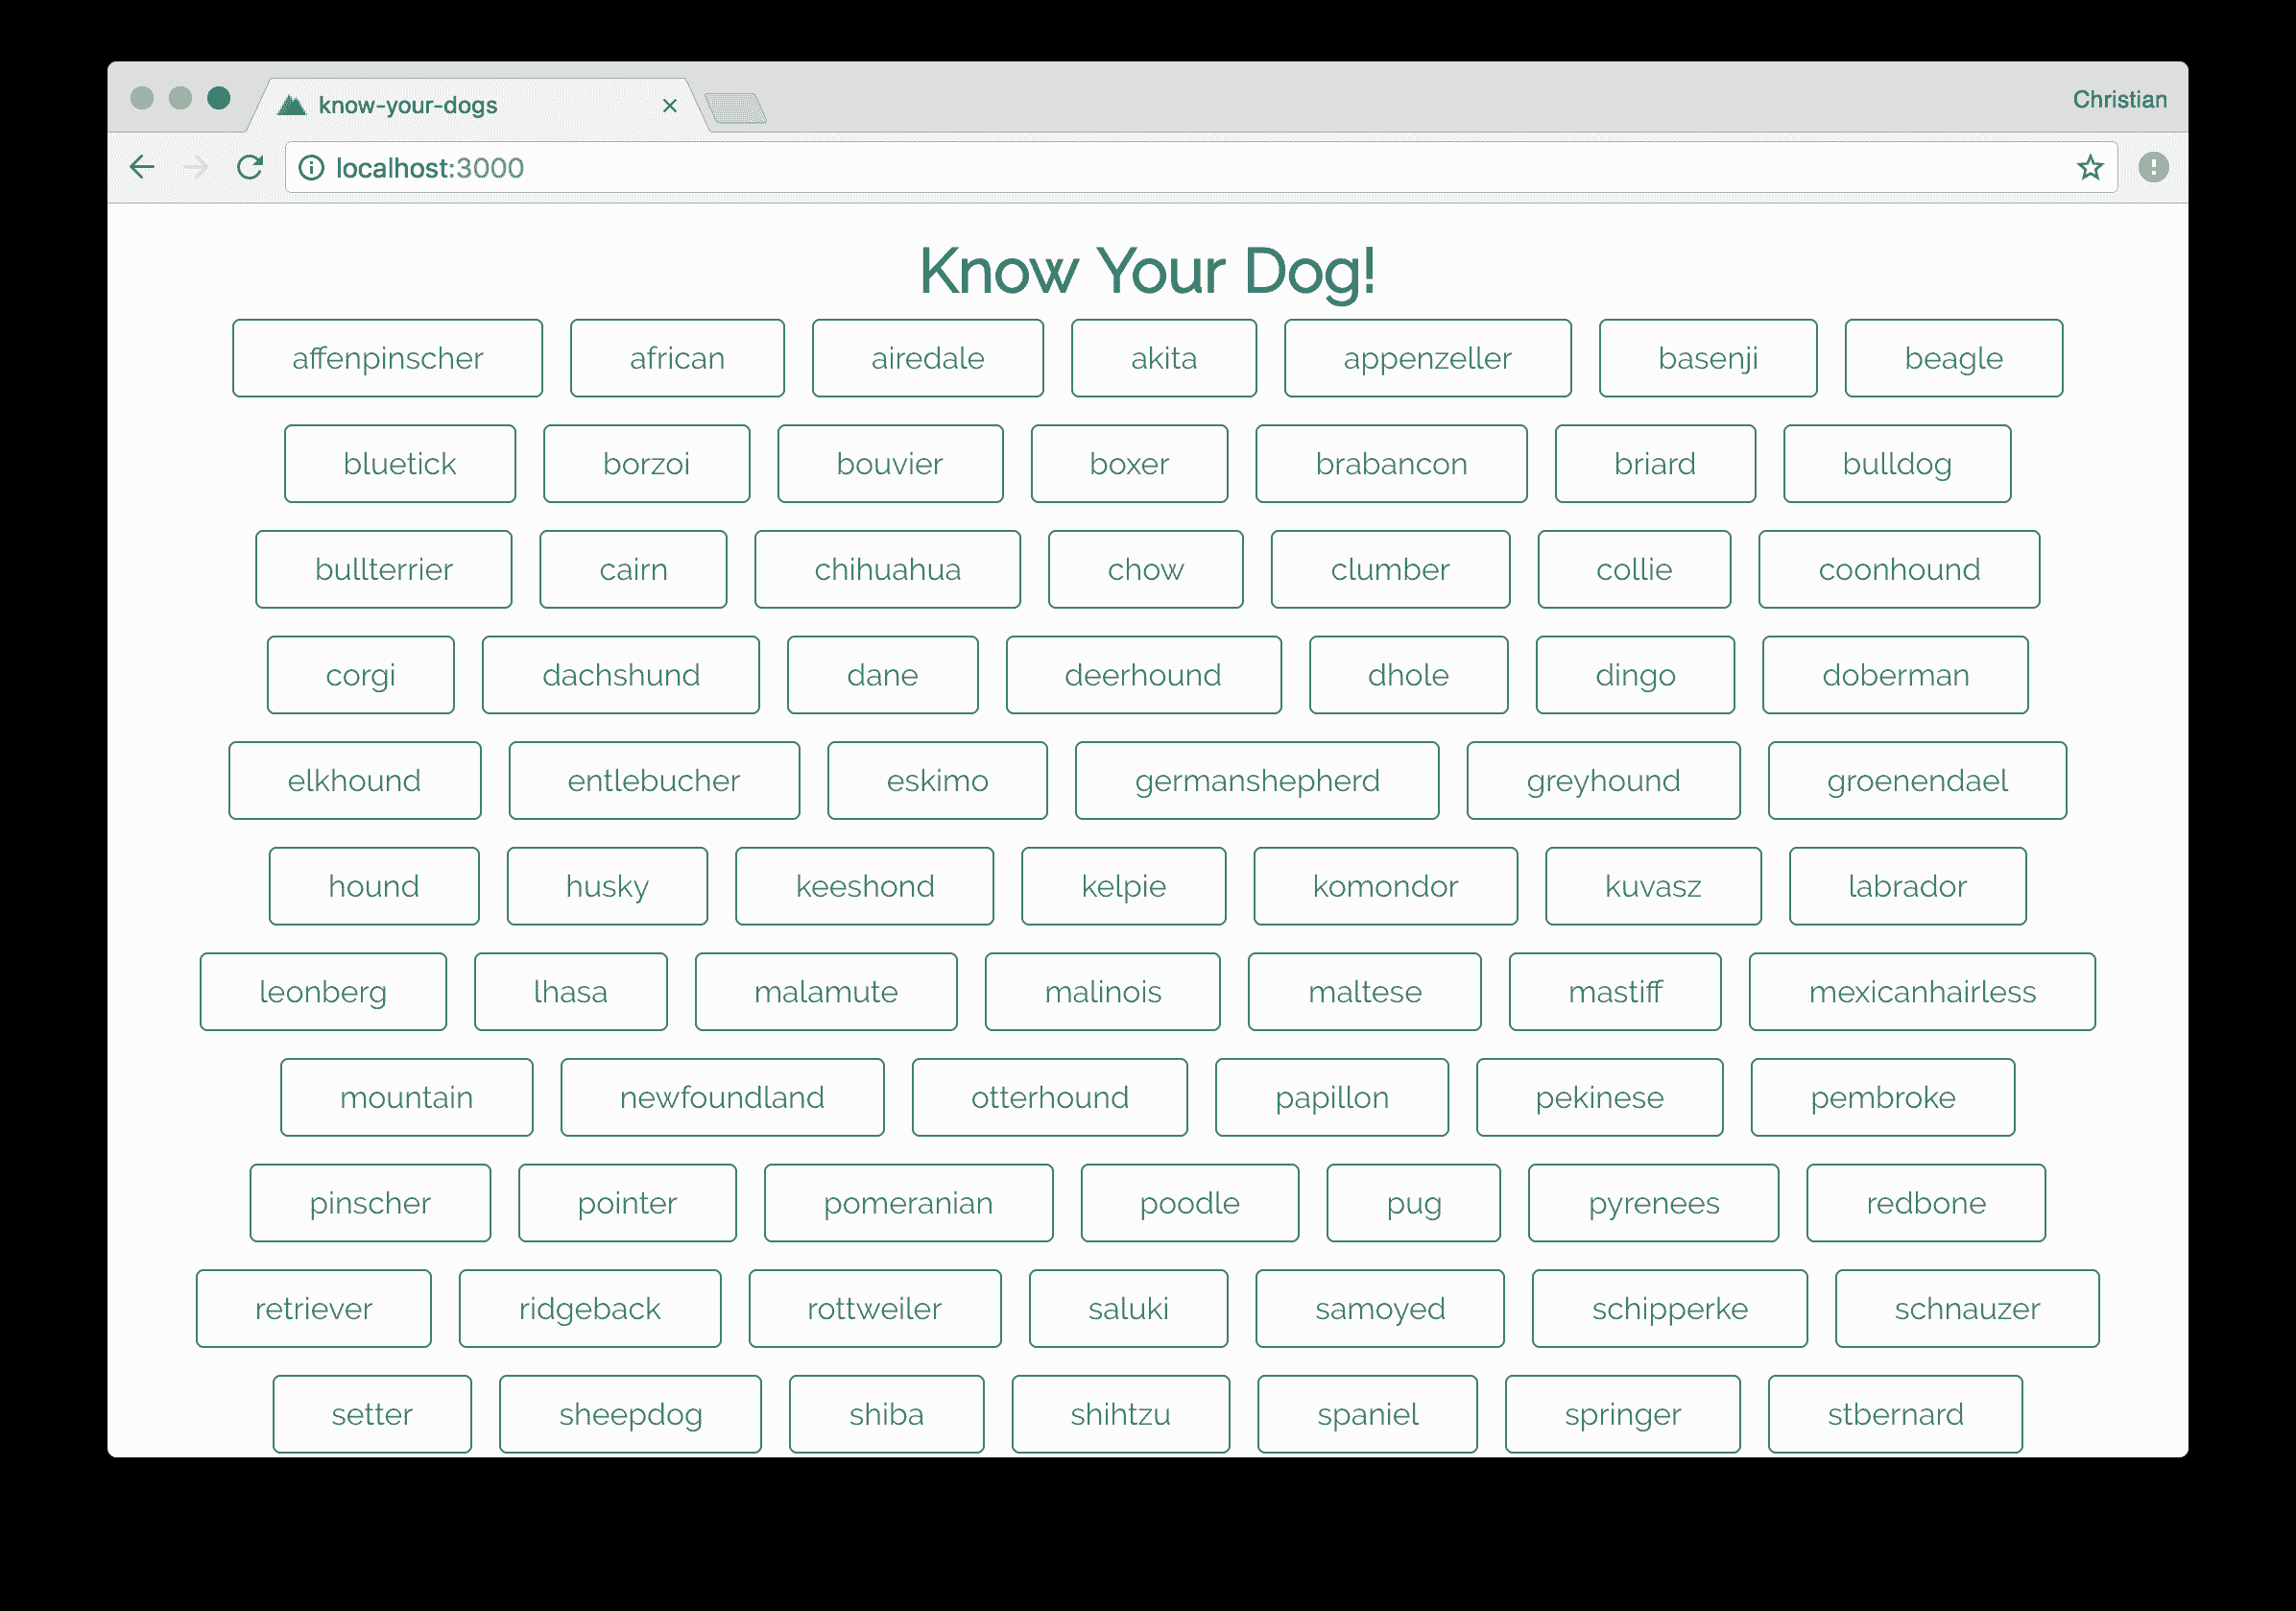 know-your-dogs
Christian
localhost:3000
Know Your Dog!
affenpinscher african airedale akita appenzeller basenji beagle
bluetick borzoi bouvier boxer brabancon briard bulldog
bullterrier cairn chihuahua chow clumber collie coonhound
corgi dachshund dane deerhound dhole dingo doberman
elkhound entlebucher eskimo germanshepherd greyhound groenendael
hound husky keeshond kelpie komondor kuvasz labrador
leonberg lhasa malamute malinois maltese mastiff mexicanhairless
mountain newfoundland otterhound papillon pekinese pembroke
pinscher pointer pomeranian poodle pug pyrenees redbone
retriever ridgeback rottweiler saluki samoyed schipperke schnauzer
setter sheepdog shiba shihtzu spaniel springer stbernard